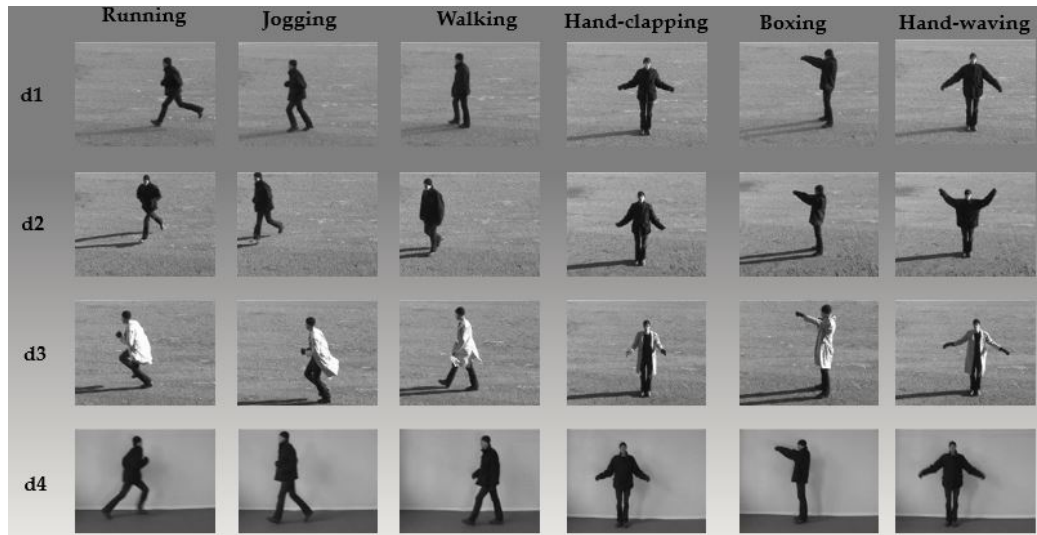 Running Jogging Walking Hand-clapping Boxing Hand-waving
d1
d2
d3
d4